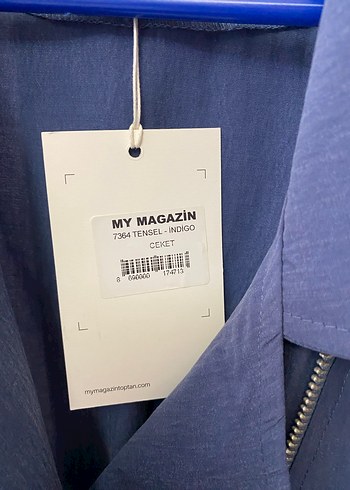 MY MAGAZİN
7364 TENSEL - İNDİGO
CEKET
8 690000 174713
mymagazintoptan.com